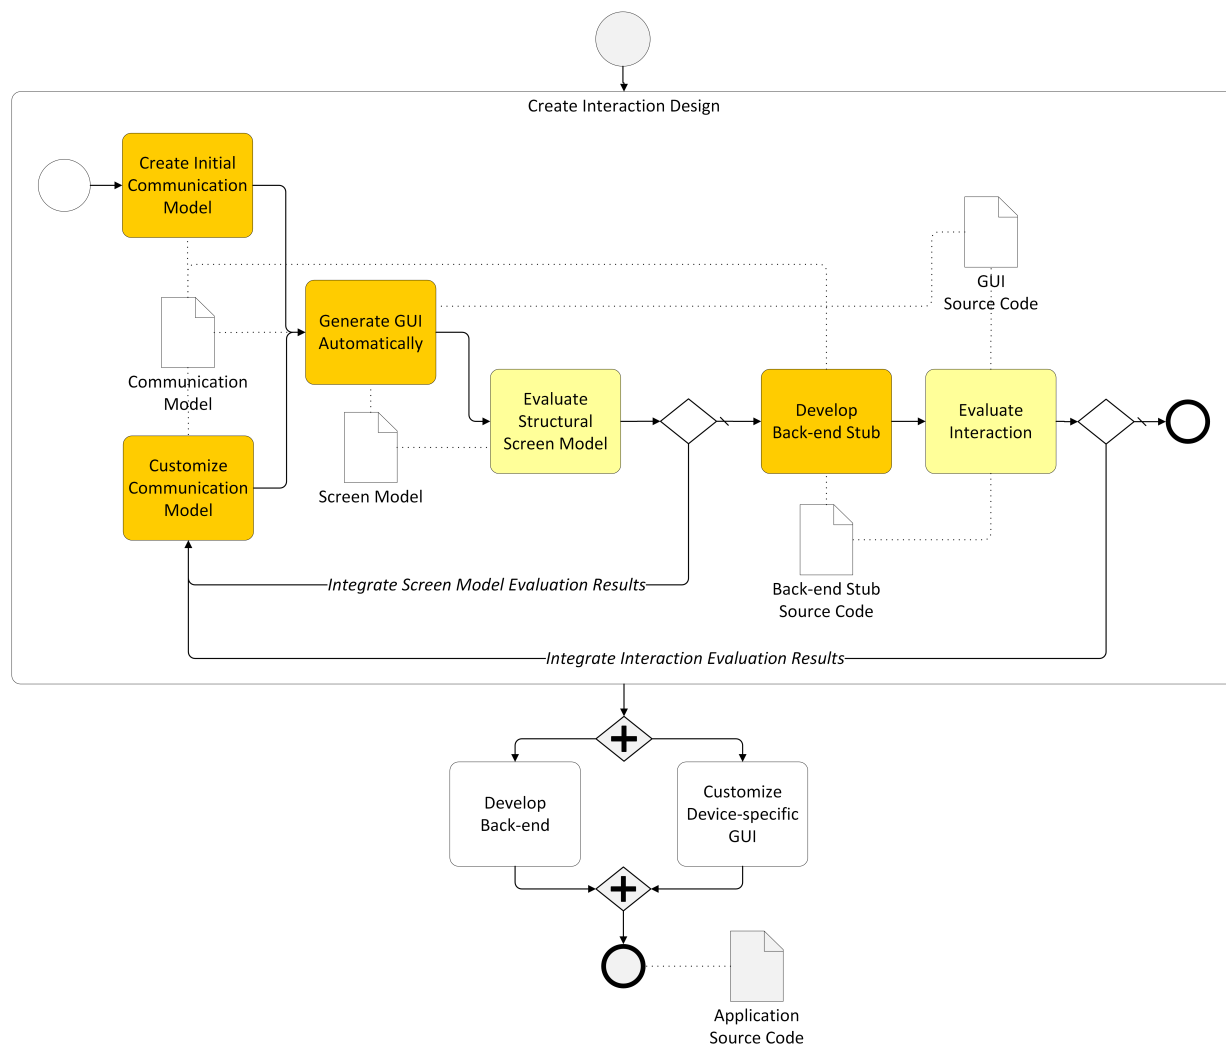 Create Interaction Design
Create Initial
Communication
Model
GUI
Source Code
Generate GUI
Automatically
Communication
Model
Evaluate
Structural
Screen Model
Develop
Back-end Stub
Evaluate
Interaction
Customize
Communication
Model
Screen Model
Integrate Screen Model Evaluation Results
Back-end Stub
Source Code
Integrate Interaction Evaluation Results
Develop
Back-end
Customize
Device-specific
GUI
Application
Source Code